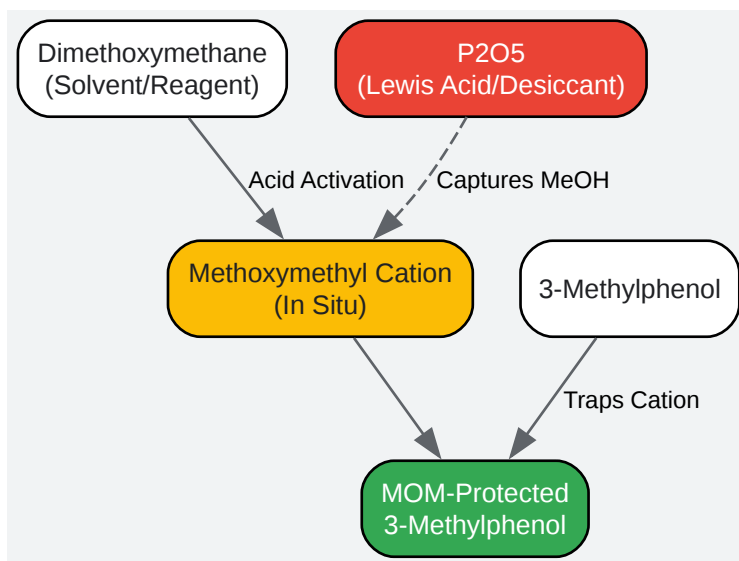 Dimethoxymethane
(Solvent/Reagent)
P2O5
(Lewis Acid/Desiccant)
Acid Activation
Captures MeOH
Methoxymethyl Cation
(In Situ)
3-Methylphenol
Traps Cation
MOM-Protected
3-Methylphenol